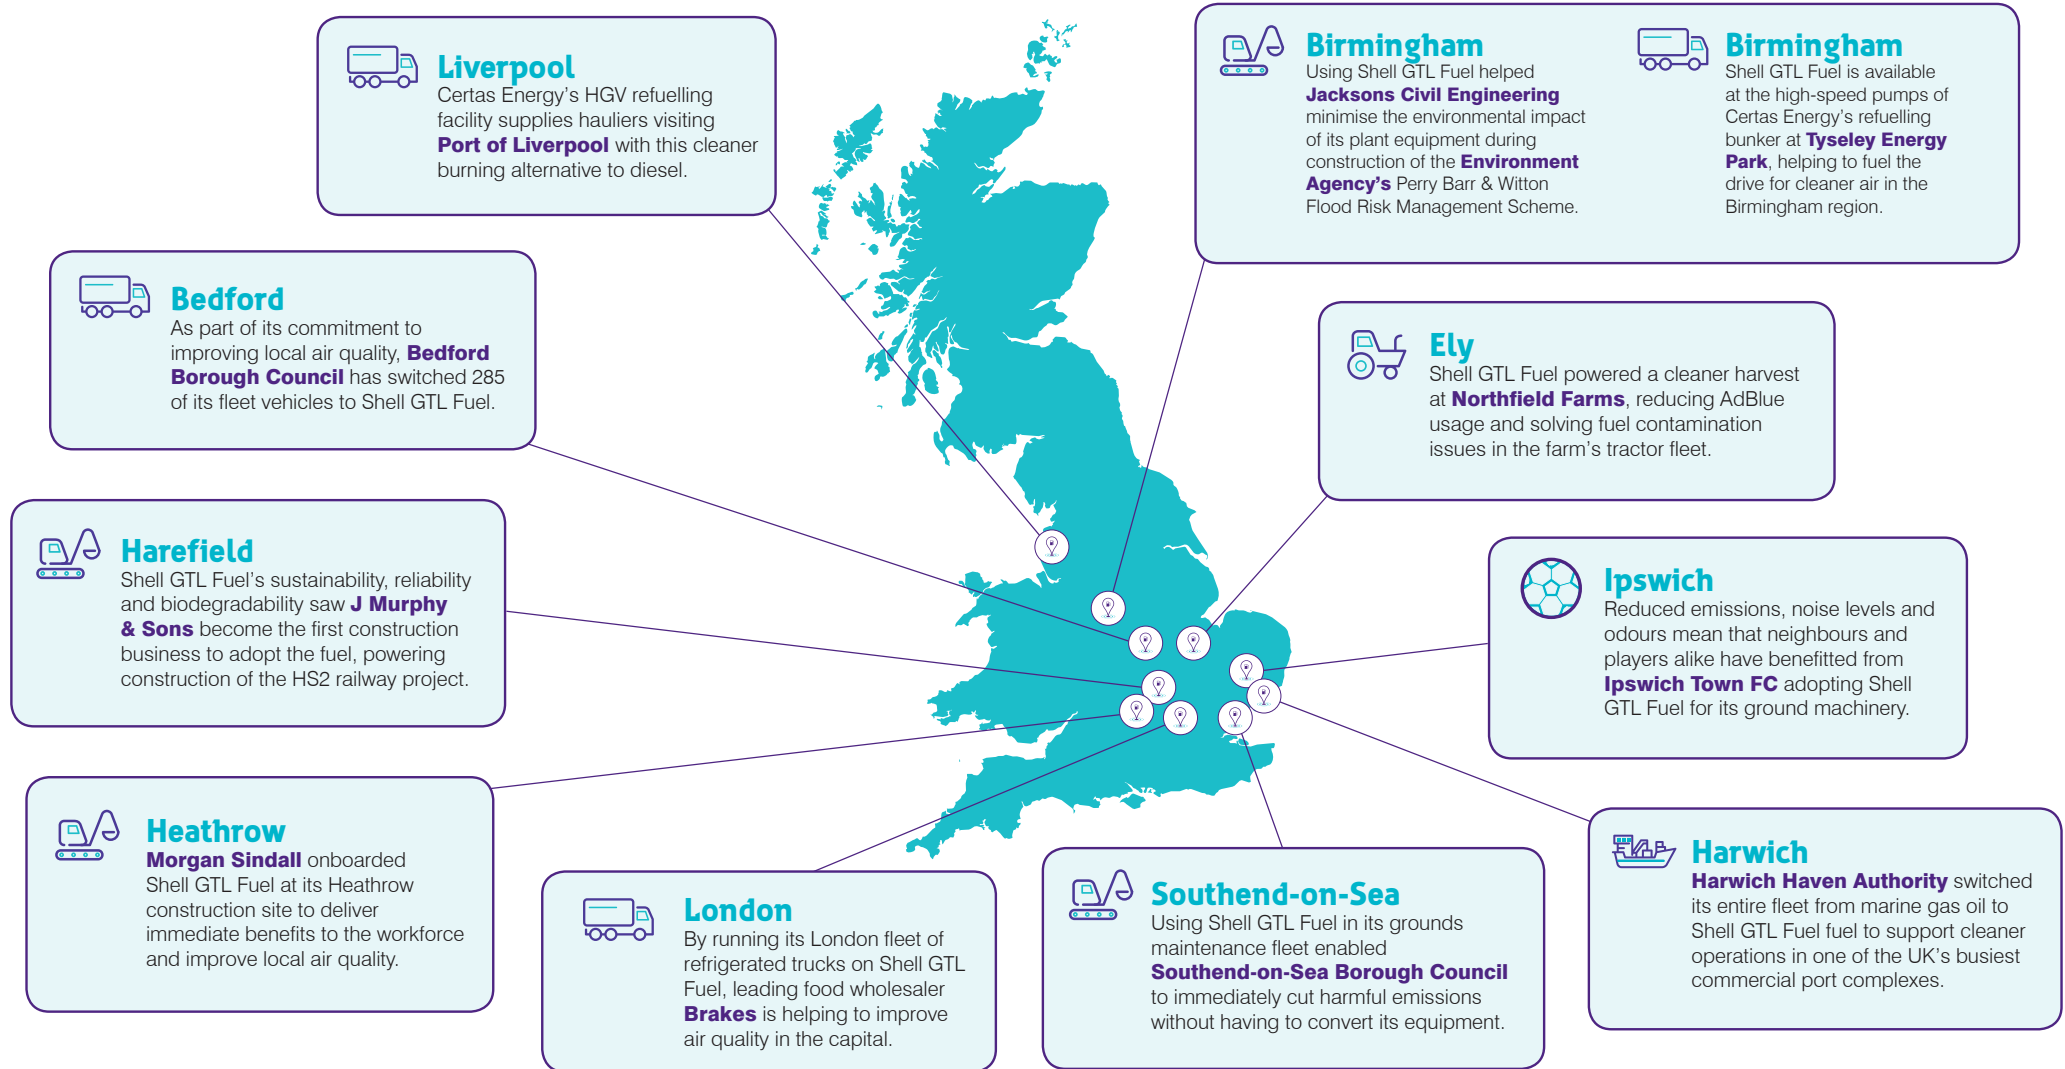 Liverpool
Certas Energy’s HGV refuelling
facility supplies hauliers visiting
Port of Liverpool with this cleaner
burning alternative to diesel.
Birmingham
Using Shell GTL Fuel helped
Jacksons Civil Engineering
minimise the environmental impact
of its plant equipment during
construction of the Environment
Agency’s Perry Barr & Witton
Flood Risk Management Scheme.
Birmingham
Shell GTL Fuel is available
at the high-speed pumps of
Certas Energy’s refuelling
bunker at Tyseley Energy
Park, helping to fuel the
drive for cleaner air in the
Birmingham region.
Bedford
As part of its commitment to
improving local air quality, Bedford
Borough Council has switched 285
of its fleet vehicles to Shell GTL Fuel.
Ely
Shell GTL Fuel powered a cleaner harvest
at Northfield Farms, reducing AdBlue
usage and solving fuel contamination
issues in the farm’s tractor fleet.
Harefield
Shell GTL Fuel’s sustainability, reliability
and biodegradability saw J Murphy
& Sons become the first construction
business to adopt the fuel, powering
construction of the HS2 railway project.
Ipswich
Reduced emissions, noise levels and
odours mean that neighbours and
players alike have benefitted from
Ipswich Town FC adopting Shell
GTL Fuel for its ground machinery.
Heathrow
Morgan Sindall onboarded
Shell GTL Fuel at its Heathrow
construction site to deliver
immediate benefits to the workforce
and improve local air quality.
London
By running its London fleet of
refrigerated trucks on Shell GTL
Fuel, leading food wholesaler
Brakes is helping to improve
air quality in the capital.
Southend-on-Sea
Using Shell GTL Fuel in its grounds
maintenance fleet enabled
Southend-on-Sea Borough Council
to immediately cut harmful emissions
without having to convert its equipment.
Harwich
Harwich Haven Authority switched
its entire fleet from marine gas oil to
Shell GTL Fuel fuel to support cleaner
operations in one of the UK’s busiest
commercial port complexes.